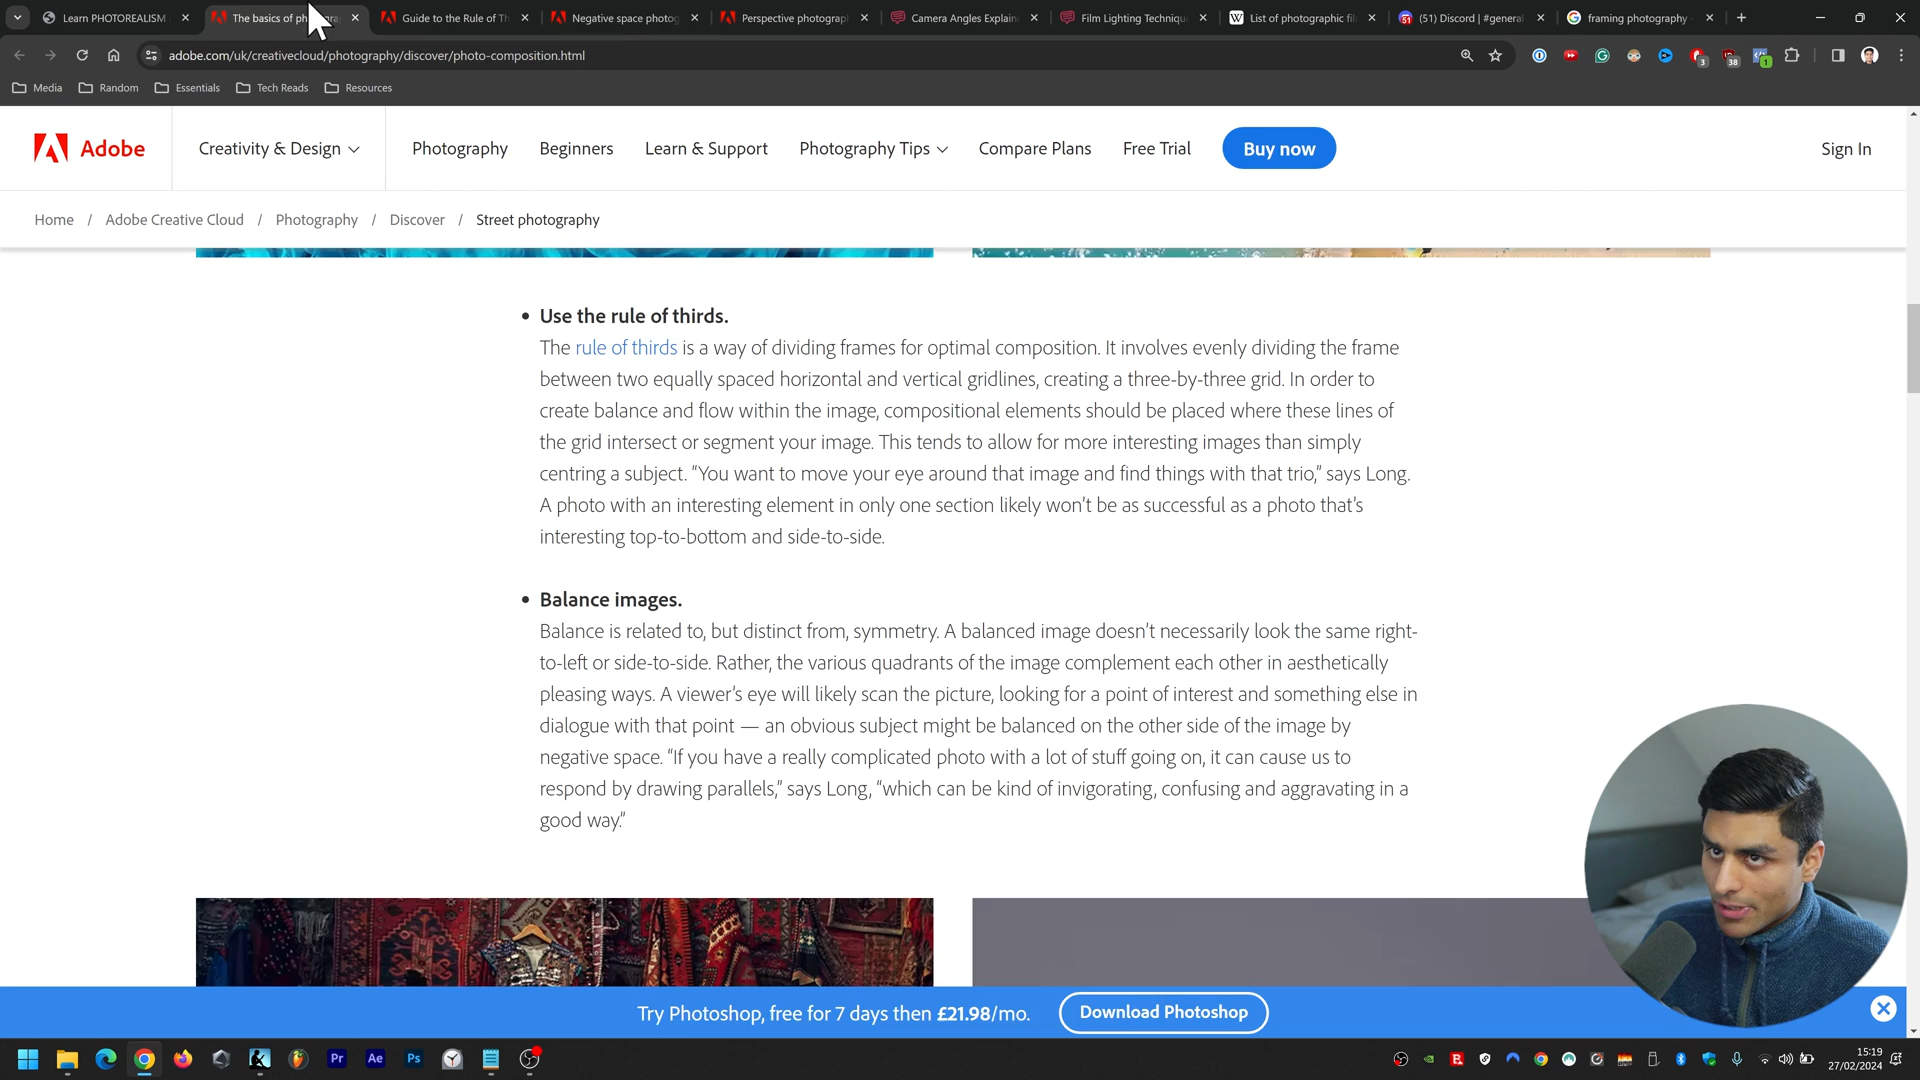 Learn PHOTOREALISM
The basics of photogra
Guide to the Rule of Th
Negative space photog
Perspective photograph
Camera Angles Explain
Film Lighting Techniqu
List of photographic fil
(51) Discord | #general
framing photography -
adobe.com/uk/creativecloud/photography/discover/photo-composition.html
3
38
1
Media
Random
Essentials
Tech Reads
Resources
Adobe
Creativity & Design
Photography
Beginners
Learn & Support
Photography Tips
Compare Plans
Free Trial
Buy now
Sign In
Home / Adobe Creative Cloud / Photography / Discover / Street photography
• Use the rule of thirds.
The rule of thirds is a way of dividing frames for optimal composition. It involves evenly dividing the frame
between two equally spaced horizontal and vertical gridlines, creating a three-by-three grid. In order to
create balance and flow within the image, compositional elements should be placed where these lines of
the grid intersect or segment your image. This tends to allow for more interesting images than simply
centring a subject. “You want to move your eye around that image and find things with that trio,” says Long.
A photo with an interesting element in only one section likely won’t be as successful as a photo that’s
interesting top-to-bottom and side-to-side.
• Balance images.
Balance is related to, but distinct from, symmetry. A balanced image doesn’t necessarily look the same right-
to-left or side-to-side. Rather, the various quadrants of the image complement each other in aesthetically
pleasing ways. A viewer’s eye will likely scan the picture, looking for a point of interest and something else in
dialogue with that point — an obvious subject might be balanced on the other side of the image by
negative space. “If you have a really complicated photo with a lot of stuff going on, it can cause us to
respond by drawing parallels,” says Long, “which can be kind of invigorating, confusing and aggravating in a
good way.”
Try Photoshop, free for 7 days then £21.98/mo.
Download Photoshop
Pr
Ae
Ps
15:19
27/02/2024